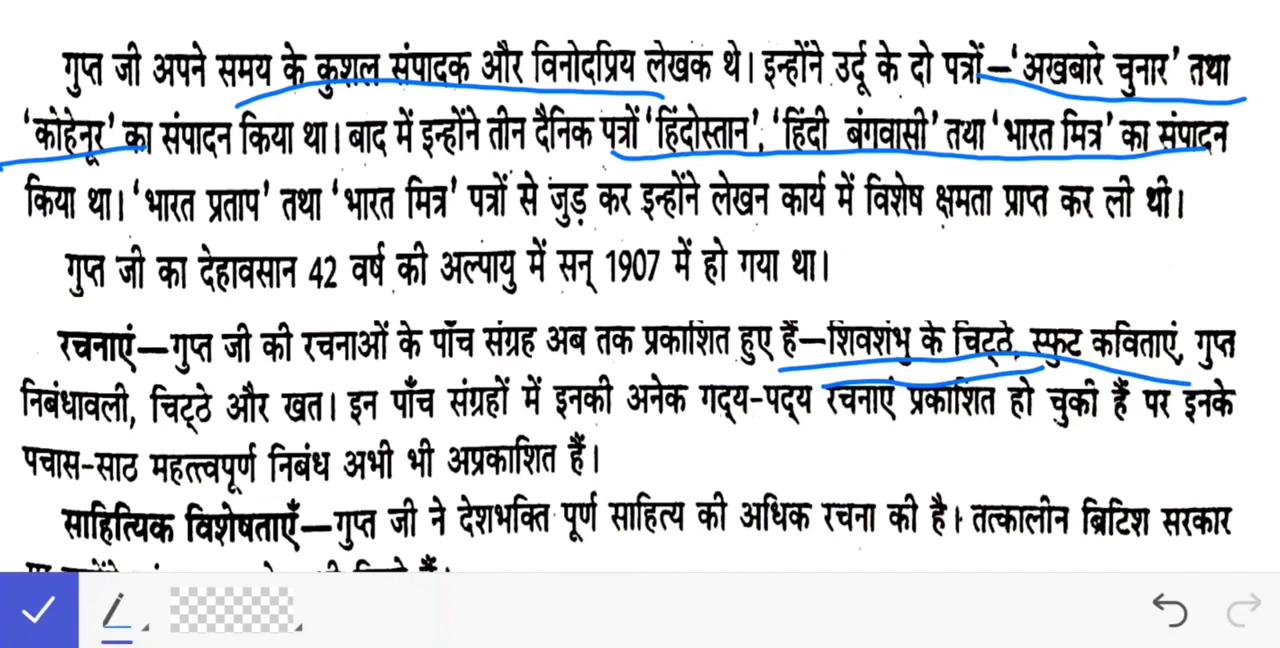 गुप्त जी अपने समय के कुशल संपादक और विनोदप्रिय लेखक थे। इन्होंने उर्दू के दो पत्रों—‘अखबारे चुनार’ तथा
‘कोहेनूर’ का संपादन किया था। बाद में इन्होंने तीन दैनिक पत्रों ‘हिंदोस्तान’, ‘हिंदी बंगवासी’ तथा ‘भारत मित्र’ का संपादन
किया था। ‘भारत प्रताप’ तथा ‘भारत मित्र’ पत्रों से जुड़ कर इन्होंने लेखन कार्य में विशेष क्षमता प्राप्त कर ली थी।
गुप्त जी का देहावसान 42 वर्ष की अल्पायु में सन् 1907 में हो गया था।
रचनाएं—गुप्त जी की रचनाओं के पाँच संग्रह अब तक प्रकाशित हुए हैं—शिवशंभु के चिट्ठे, स्फुट कविताएं, गुप्त
निबंधावली, चिट्ठे और खत। इन पाँच संग्रहों में इनकी अनेक गद्य-पद्य रचनाएं प्रकाशित हो चुकी हैं पर इनके
पचास-साठ महत्त्वपूर्ण निबंध अभी भी अप्रकाशित हैं।
साहित्यिक विशेषताएँ—गुप्त जी ने देशभक्ति पूर्ण साहित्य की अधिक रचना की है। तत्कालीन ब्रिटिश सरकार